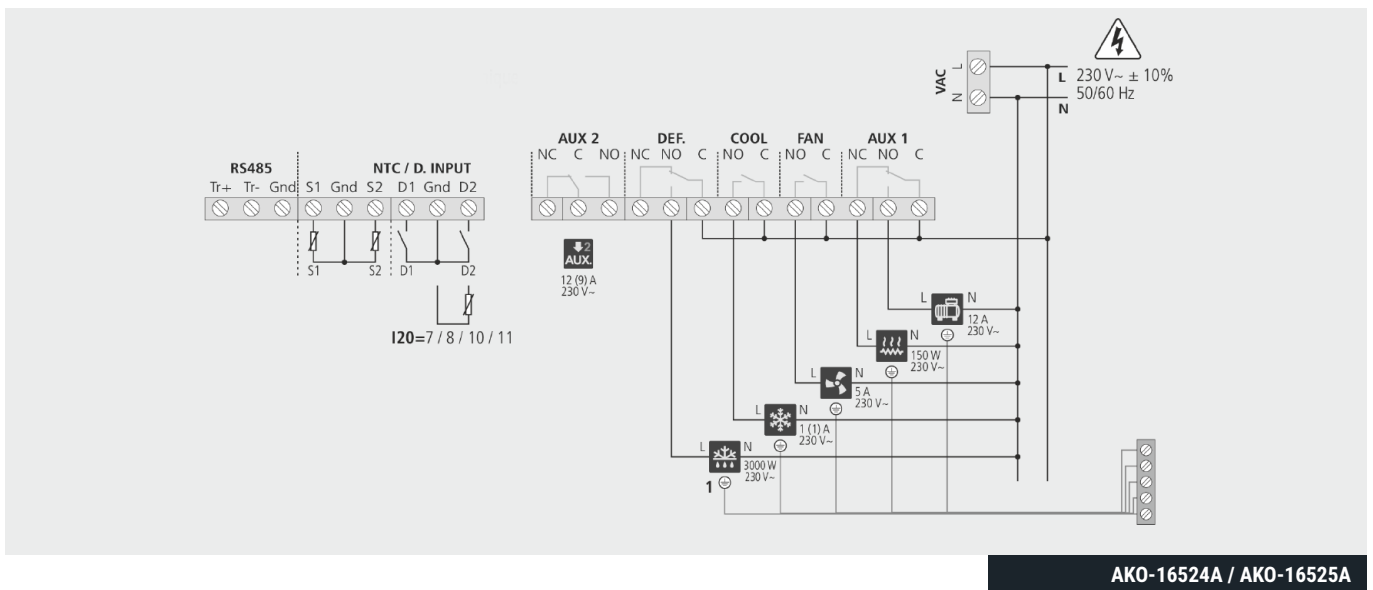 VAC
L
N
L 230 V~ ± 10%
50/60 Hz
N
AUX 2 DEF. COOL FAN AUX 1
NC C NO NC NO C NO C NO C NC NO C
RS485 NTC / D. INPUT
Tr+ Tr- Gnd S1 Gnd S2 D1 Gnd D2
2
AUX.
12 (9) A
230 V~
S1 S2 D1 D2
I20=7 / 8 / 10 / 11
L N
12 A
230 V~
L N
150 W
230 V~
L N
5 A
230 V~
L N
1 (1) A
230 V~
L N
3000 W
230 V~
1
AKO-16524A / AKO-16525A